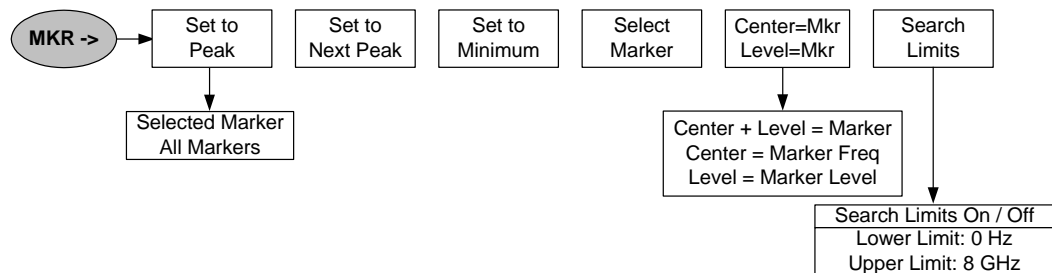 MKR ->
Set to
Peak
Set to
Next Peak
Set to
Minimum
Select
Marker
Center=Mkr
Level=Mkr
Search
Limits
Selected Marker
All Markers
Center + Level = Marker
Center = Marker Freq
Level = Marker Level
Search Limits On / Off
Lower Limit: 0 Hz
Upper Limit: 8 GHz